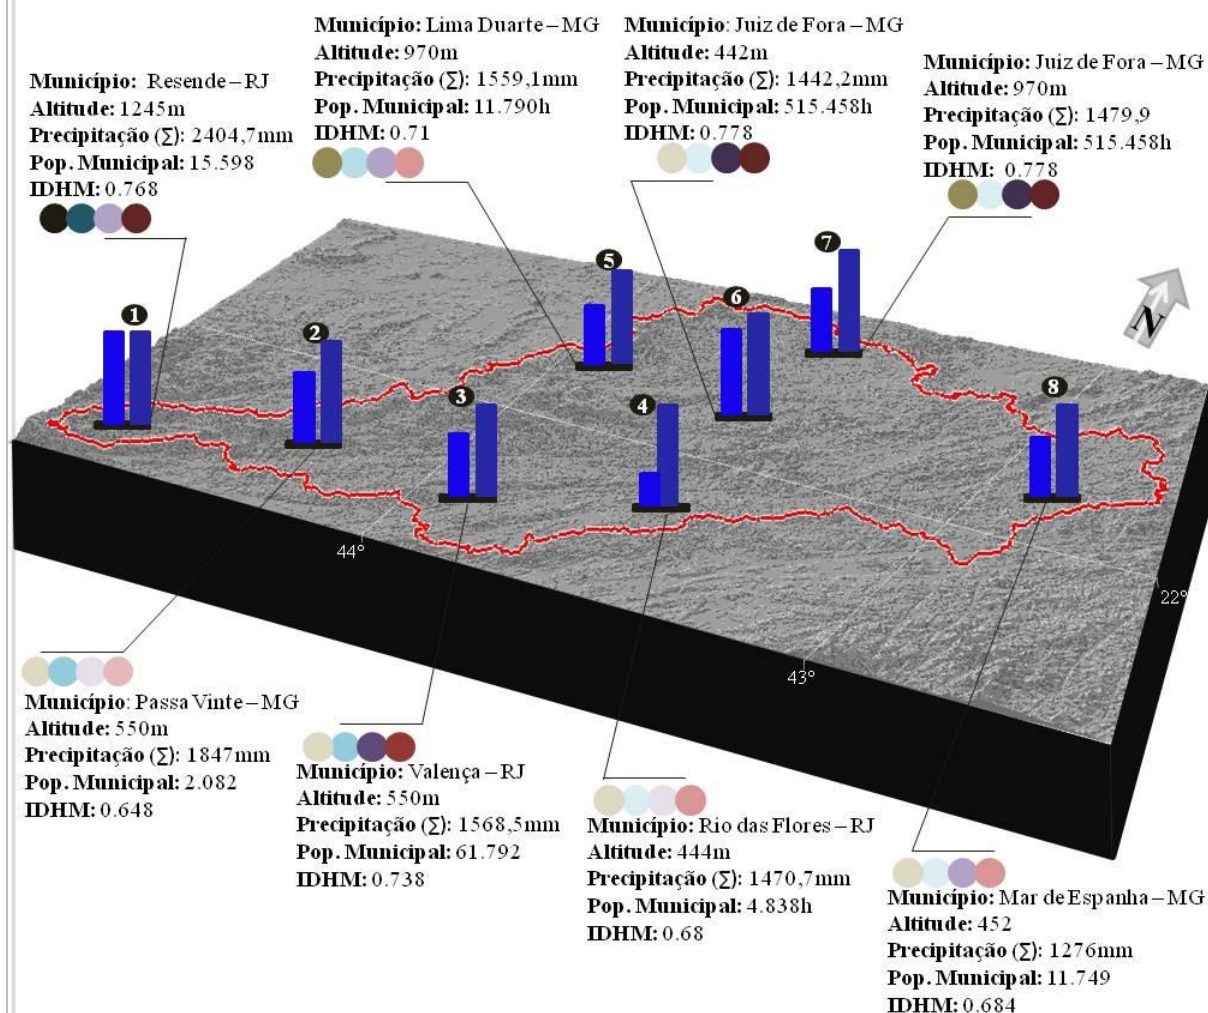 Município: Lima Duarte – MG
Altitude: 970m
Precipitação (∑): 1559,1mm
Pop. Municipal: 11.790h
IDHM: 0.71
Município: Juiz de Fora – MG
Altitude: 442m
Precipitação (∑): 1442,2mm
Pop. Municipal: 515.458h
IDHM: 0.778
Município: Juiz de Fora – MG
Altitude: 970m
Precipitação (∑): 1479,9
Pop. Municipal: 515.458h
IDHM: 0.778
Município: Resende – RJ
Altitude: 1245m
Precipitação (∑): 2404,7mm
Pop. Municipal: 15.598
IDHM: 0.768
1
2
3
4
5
6
7
8
N
44°
43°
22°
Município: Passa Vinte – MG
Altitude: 550m
Precipitação (∑): 1847mm
Pop. Municipal: 2.082
IDHM: 0.648
Município: Valença – RJ
Altitude: 550m
Precipitação (∑): 1568,5mm
Pop. Municipal: 61.792
IDHM: 0.738
Município: Rio das Flores – RJ
Altitude: 444m
Precipitação (∑): 1470,7mm
Pop. Municipal: 4.838h
IDHM: 0.68
Município: Mar de Espanha – MG
Altitude: 452
Precipitação (∑): 1276mm
Pop. Municipal: 11.749
IDHM: 0.684